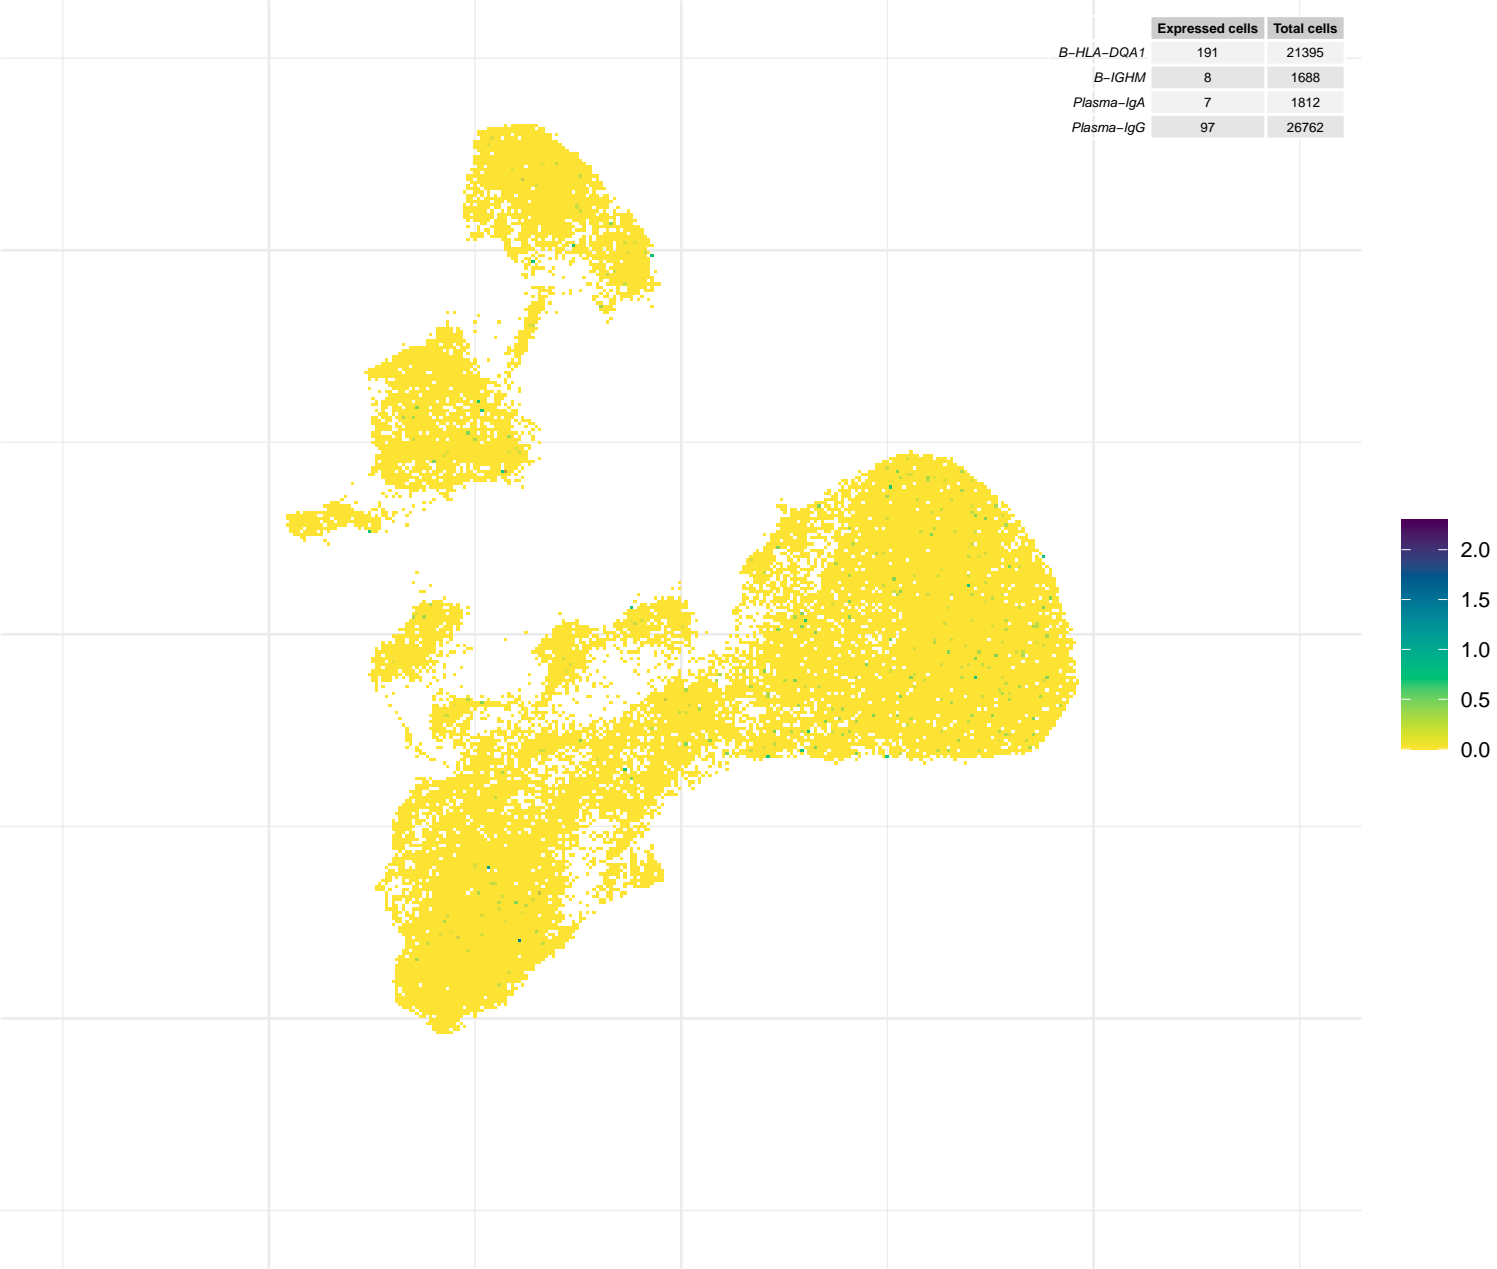 Expressed cells Total cells
B−HLA−DQA1 191 21395
B−IGHM 8 1688
Plasma−IgA 7 1812
Plasma−IgG 97 26762
2.0
1.5
1.0
0.5
0.0